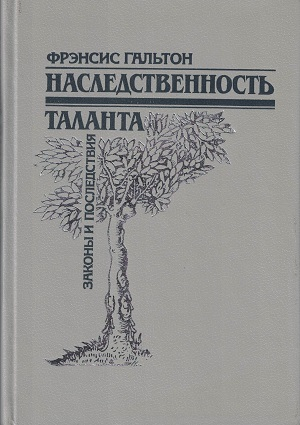 ФРЭНСИС ГАЛЬТОН
НАСЛЕДСТВЕННОСТЬ
ТАЛАНТА
ЗАКОНЫ И ПОСЛЕДСТВИЯ